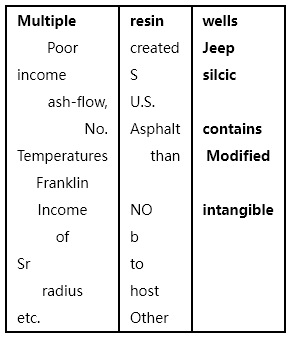 Multiple resin wells
Poor created Jeep
income S silcic
ash-flow, U.S.
No. Asphalt contains
Temperatures than Modified
Franklin
Income NO intangible
of b
Sr to
radius host
etc. Other